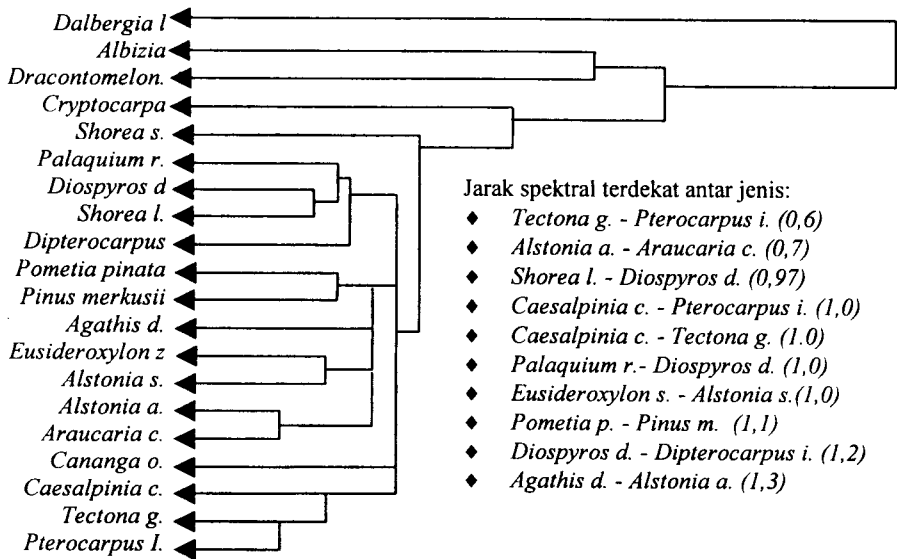 Dalbergia l
Albizia
Dracontomelon.
Cryptocarpa
Shorea s.
Palaquium r.
Diospyros d
Shorea l.
Dipterocarpus
Pometia pinata
Pinus merkusii
Agathis d.
Eusideroxylon z
Alstonia s.
Alstonia a.
Araucaria c.
Cananga o.
Caesalpinia c.
Tectona g.
Pterocarpus I.
Jarak spektral terdekat antar jenis:
♦ Tectona g. - Pterocarpus i. (0,6)
♦ Alstonia a. - Araucaria c. (0,7)
♦ Shorea l. - Diospyros d. (0,97)
♦ Caesalpinia c. - Pterocarpus i. (1,0)
♦ Caesalpinia c. - Tectona g. (1.0)
♦ Palaquium r.- Diospyros d. (1,0)
♦ Eusideroxylon s. - Alstonia s.(1,0)
♦ Pometia p. - Pinus m. (1,1)
♦ Diospyros d. - Dipterocarpus i. (1,2)
♦ Agathis d. - Alstonia a. (1,3)